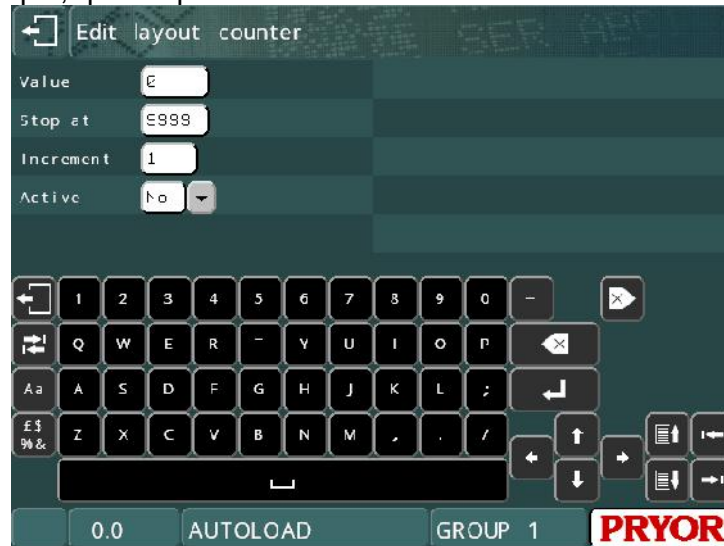 Edit layout counter
Value 0
Stop at 9999
Increment 1
Active No
1 2 3 4 5 6 7 8 9 0 -
Q W E R Y U I O P
Aa A S D F G H J K L ;
£$ %& Z X C V B N M , . /
0.0 AUTOLOAD GROUP 1 PRYOR